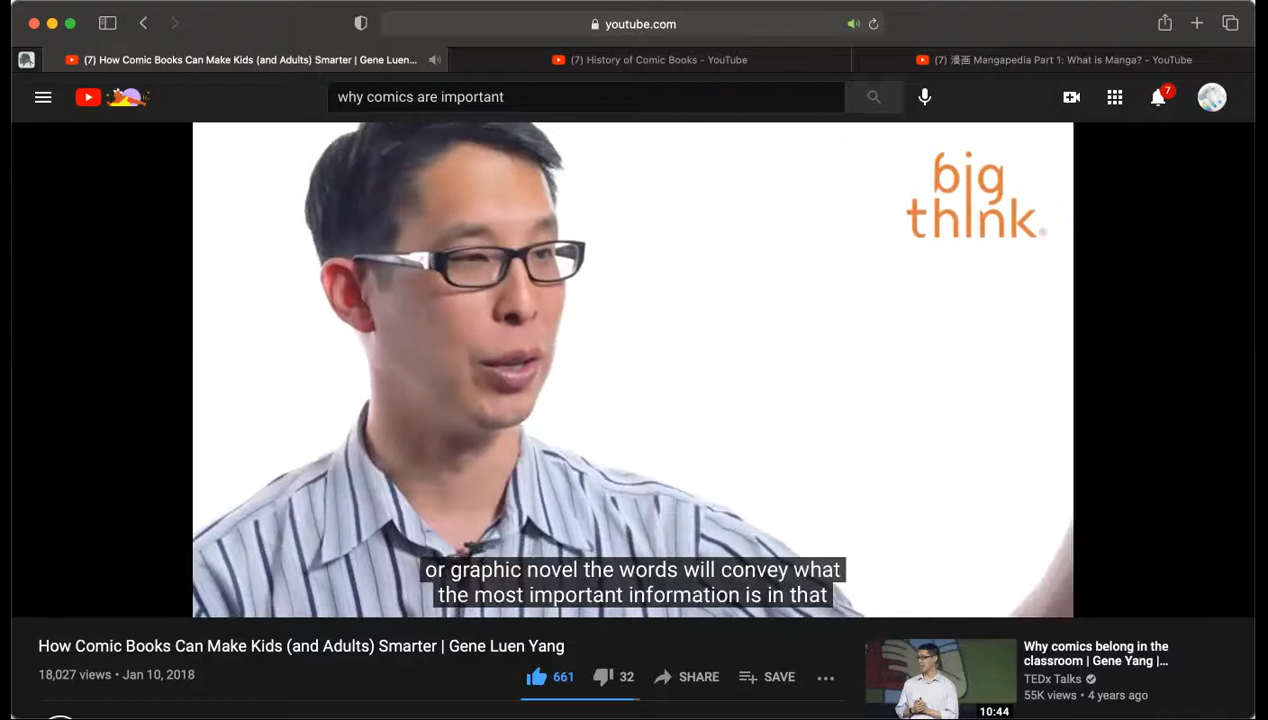 youtube.com
(7) How Comic Books Can Make Kids (and Adults) Smarter | Gene Luen...
(7) History of Comic Books - YouTube
(7) 漫画 Mangapedia Part 1: What is Manga? - YouTube
why comics are important
7
big
think®
or graphic novel the words will convey what
the most important information is in that
How Comic Books Can Make Kids (and Adults) Smarter | Gene Luen Yang
18,027 views • Jan 10, 2018
661
32
SHARE
SAVE
Why comics belong in the
classroom | Gene Yang |...
TEDx Talks
55K views • 4 years ago
10:44